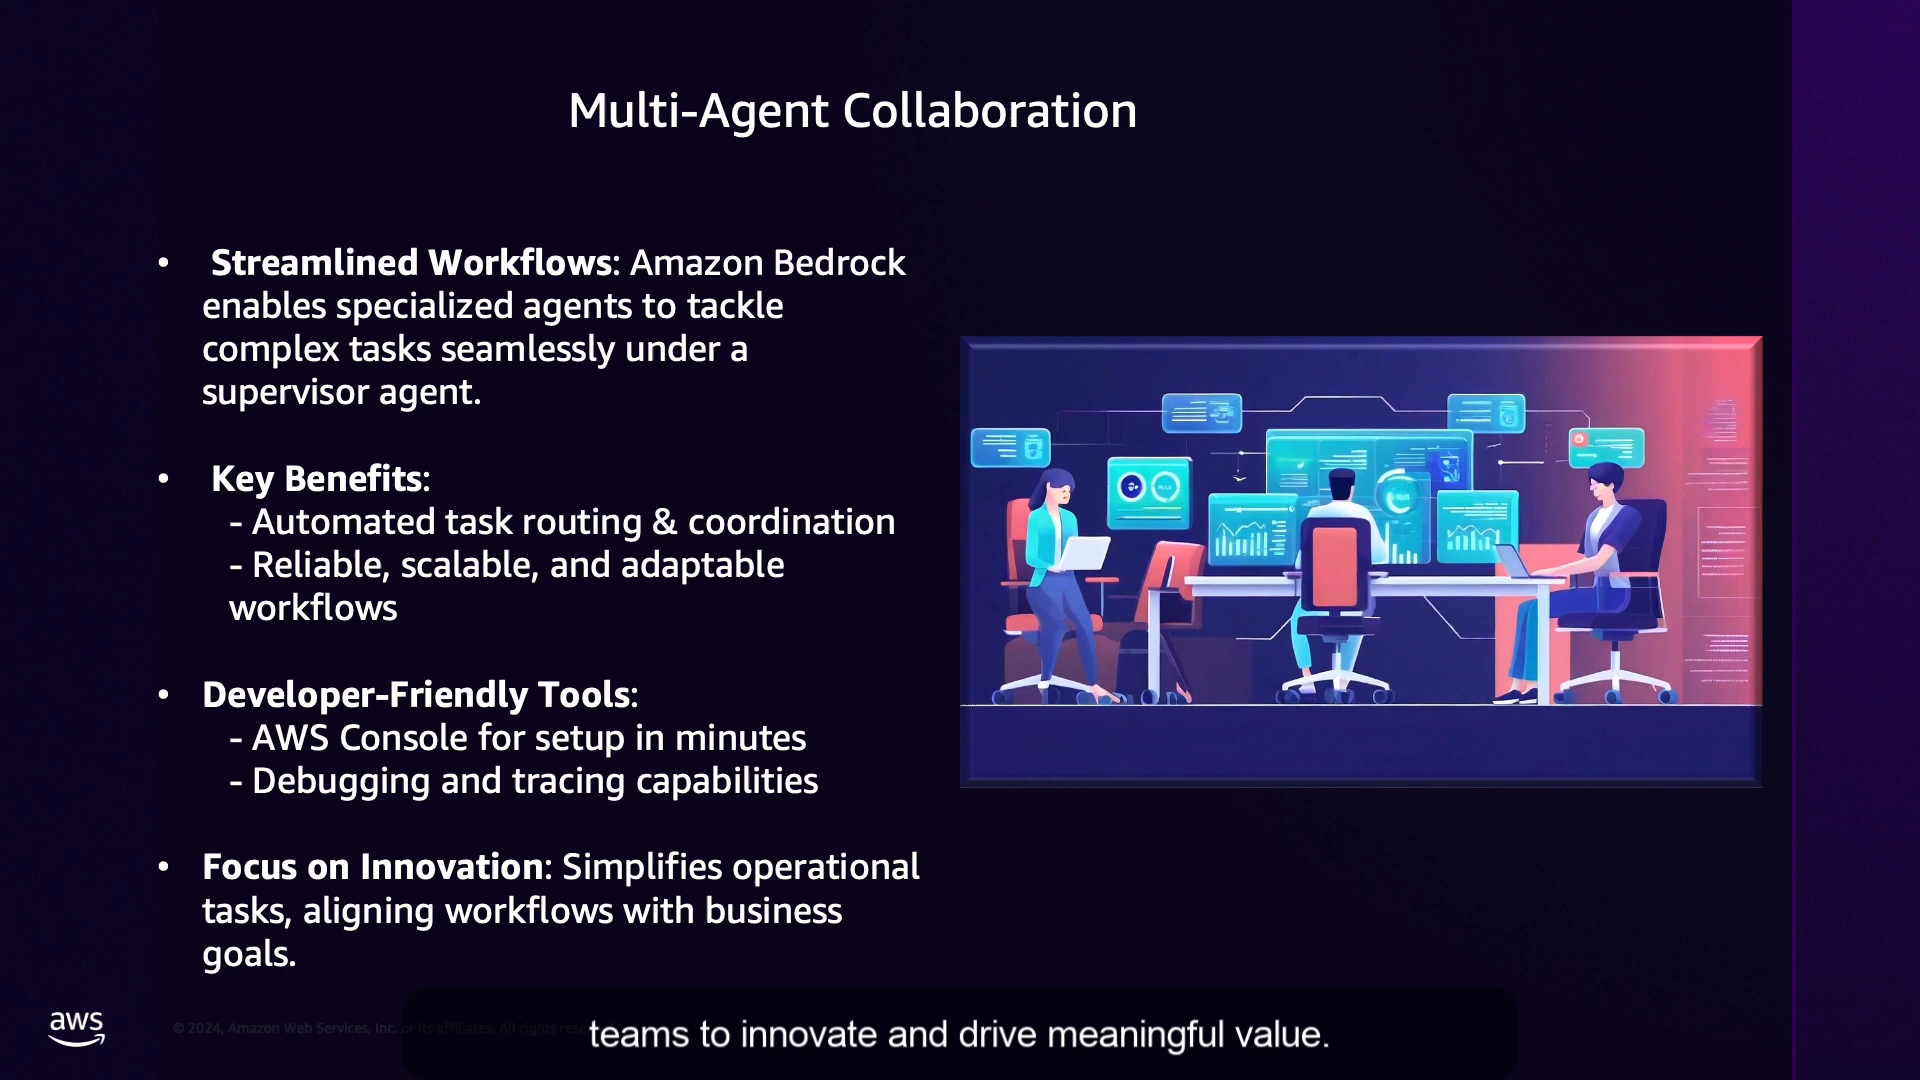 Multi-Agent Collaboration
• Streamlined Workflows: Amazon Bedrock
enables specialized agents to tackle
complex tasks seamlessly under a
supervisor agent.
• Key Benefits:
- Automated task routing & coordination
- Reliable, scalable, and adaptable
workflows
• Developer-Friendly Tools:
- AWS Console for setup in minutes
- Debugging and tracing capabilities
• Focus on Innovation: Simplifies operational
tasks, aligning workflows with business
goals.
aws
© 2024, Amazon Web Services, Inc. or its affiliates. All rights
teams to innovate and drive meaningful value.